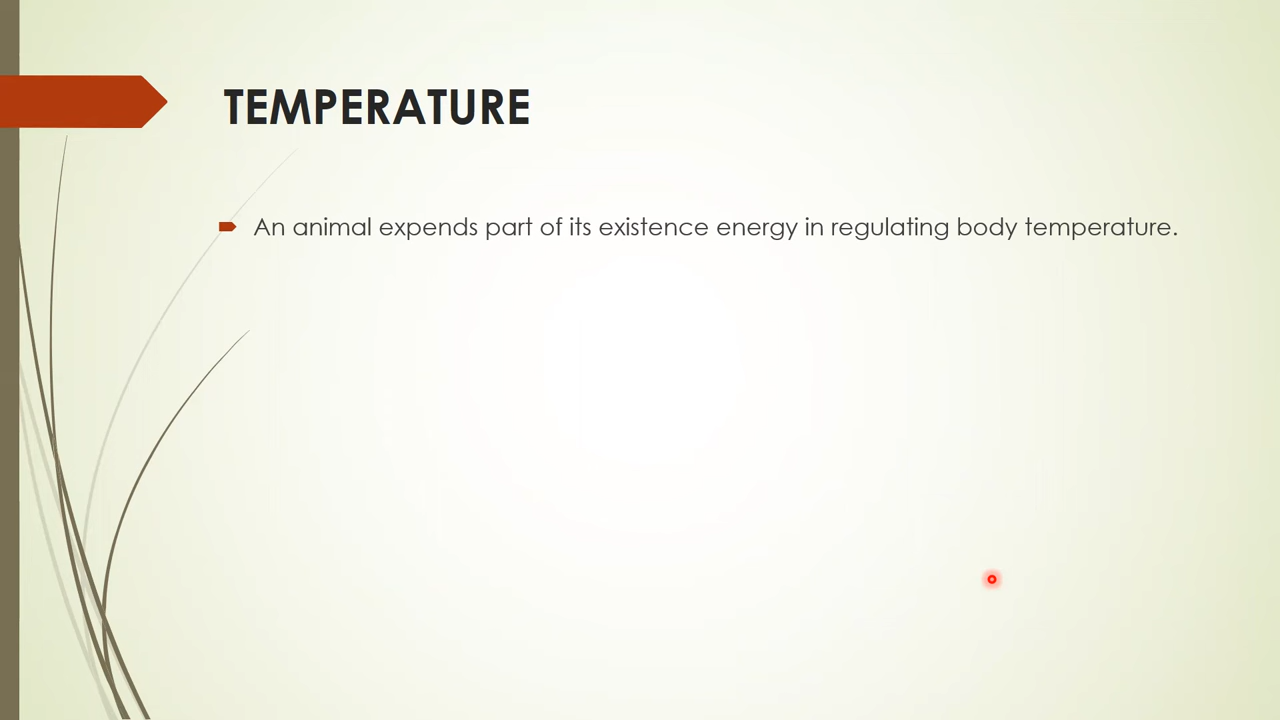 TEMPERATURE
An animal expends part of its existence energy in regulating body temperature.